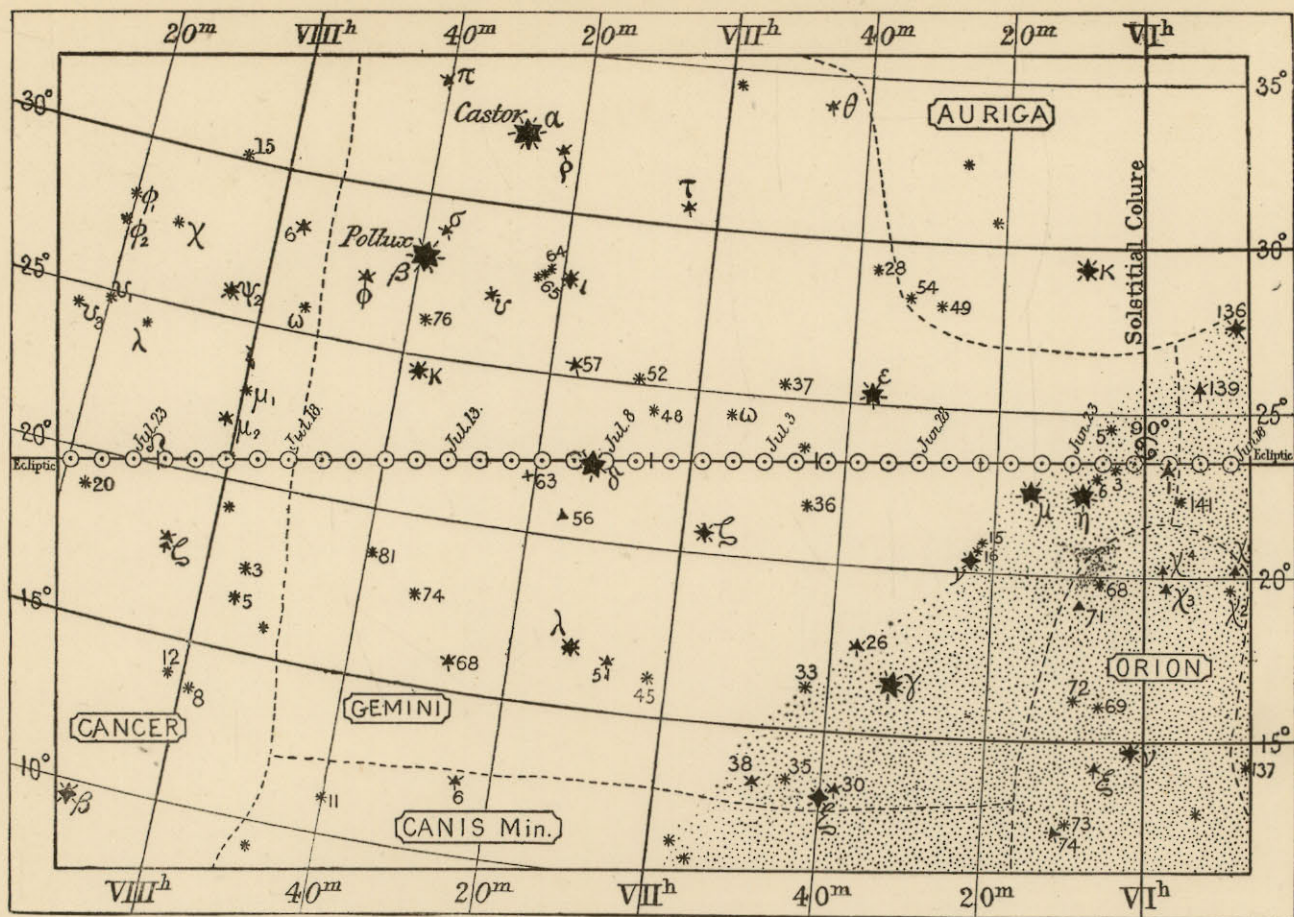 20ᵐ VIIIʰ 40ᵐ 20ᵐ VIIʰ 40ᵐ 20ᵐ VIʰ
π
35°
30°
Castor α
θ
AURIGA
15
ρ
τ
Solstitial Colure
φ₁
φ₂
χ
6
σ
Pollux
β
30°
φ
64
65
ι
28
κ
25°
ψ₂
υ
54
49
υ₃
υ₁
ω
76
136
λ
57
52
37
ε
κ
139
μ₁
48
ω
25°
μ₂
5
90°
20°
Jul. 23
Jul. 18.
Jul. 13.
Jul. 8
Jul. 3
Jun. 28
Jun. 23
Jun. 18
Ecliptic
Ecliptic
δ
63
1
20
6
3
μ
η
36
141
56
ζ
ζ
15
16
81
ν
χ⁴
20°
3
68
χ³
χ²
5
74
71
15°
λ
26
68
51
33
ORION
12
45
γ
8
72
69
GEMINI
CANCER
15°
ν
38
35
ξ
137
10°
30
6
β
11
ξ
CANIS Min.
73
74
VIIIʰ 40ᵐ 20ᵐ VIIʰ 40ᵐ 20ᵐ VIʰ